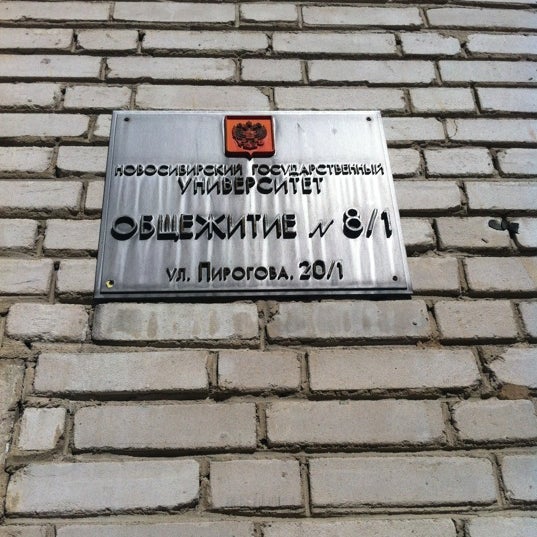 НОВОСИБИРСКИЙ ГОСУДАРСТВЕННЫЙ
УНИВЕРСИТЕТ
ОБЩЕЖИТИЕ № 8/1
УЛ. ПИРОГОВА, 20/1